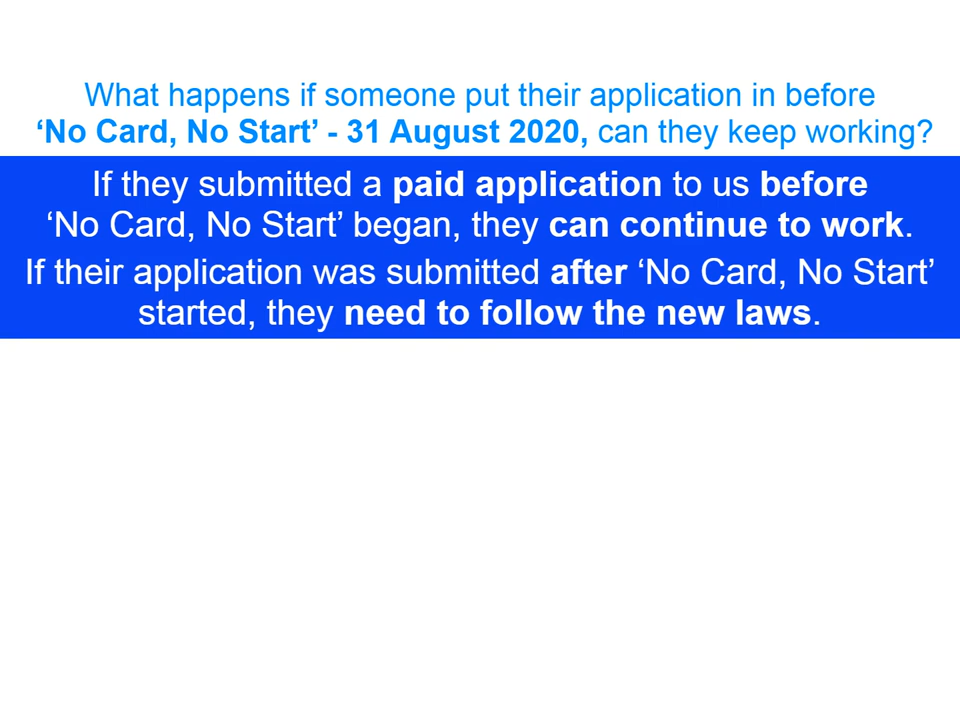 What happens if someone put their application in before
‘No Card, No Start’ - 31 August 2020, can they keep working?
If they submitted a paid application to us before
‘No Card, No Start’ began, they can continue to work.
If their application was submitted after ‘No Card, No Start’
started, they need to follow the new laws.